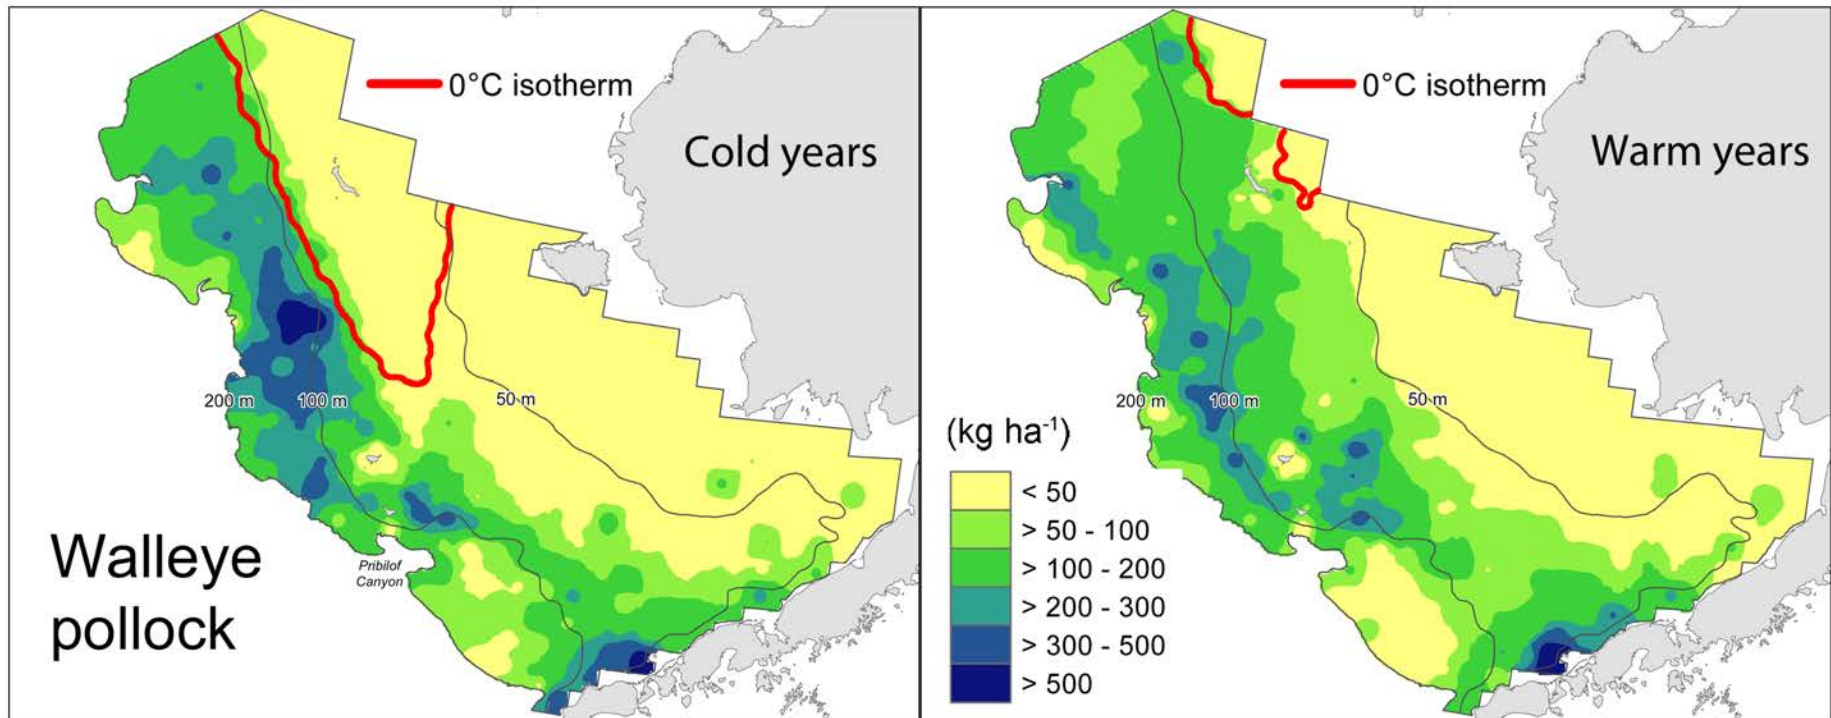 0°C isotherm
Cold years
200 m
100 m
50 m
Pribilof
Canyon
Walleye
pollock
0°C isotherm
Warm years
200 m
100 m
50 m
(kg ha⁻¹)
< 50
> 50 - 100
> 100 - 200
> 200 - 300
> 300 - 500
> 500